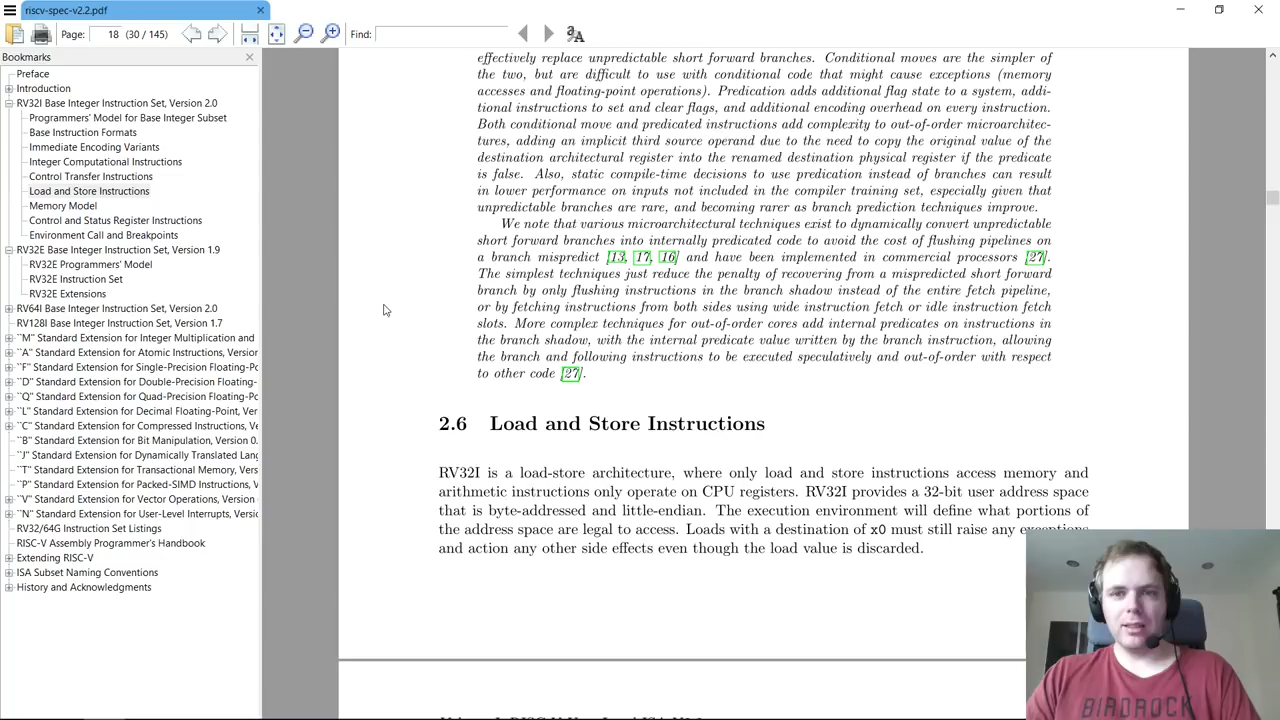 riscv-spec-v2.2.pdf
Page: 18 (30 / 145) Find:
Bookmarks
Preface
Introduction
RV32I Base Integer Instruction Set, Version 2.0
Programmers' Model for Base Integer Subset
Base Instruction Formats
Immediate Encoding Variants
Integer Computational Instructions
Control Transfer Instructions
Load and Store Instructions
Memory Model
Control and Status Register Instructions
Environment Call and Breakpoints
RV32E Base Integer Instruction Set, Version 1.9
RV32E Programmers' Model
RV32E Instruction Set
RV32E Extensions
RV64I Base Integer Instruction Set, Version 2.0
RV128I Base Integer Instruction Set, Version 1.7
``M'' Standard Extension for Integer Multiplication and
``A'' Standard Extension for Atomic Instructions, Version
``F'' Standard Extension for Single-Precision Floating-Po
``D'' Standard Extension for Double-Precision Floating-
``Q'' Standard Extension for Quad-Precision Floating-Po
``L'' Standard Extension for Decimal Floating-Point, Ver
``C'' Standard Extension for Compressed Instructions, Ve
``B'' Standard Extension for Bit Manipulation, Version 0.
``J'' Standard Extension for Dynamically Translated Lang
``T'' Standard Extension for Transactional Memory, Vers
``P'' Standard Extension for Packed-SIMD Instructions, V
``V'' Standard Extension for Vector Operations, Version
``N'' Standard Extension for User-Level Interrupts, Versio
RV32/64G Instruction Set Listings
RISC-V Assembly Programmer's Handbook
Extending RISC-V
ISA Subset Naming Conventions
History and Acknowledgments
effectively replace unpredictable short forward branches. Conditional moves are the simpler of
the two, but are difficult to use with conditional code that might cause exceptions (memory
accesses and floating-point operations). Predication adds additional flag state to a system, addi-
tional instructions to set and clear flags, and additional encoding overhead on every instruction.
Both conditional move and predicated instructions add complexity to out-of-order microarchitec-
tures, adding an implicit third source operand due to the need to copy the original value of the
destination architectural register into the renamed destination physical register if the predicate
is false. Also, static compile-time decisions to use predication instead of branches can result
in lower performance on inputs not included in the compiler training set, especially given that
unpredictable branches are rare, and becoming rarer as branch prediction techniques improve.
We note that various microarchitectural techniques exist to dynamically convert unpredictable
short forward branches into internally predicated code to avoid the cost of flushing pipelines on
a branch mispredict [13, 17, 16] and have been implemented in commercial processors [27].
The simplest techniques just reduce the penalty of recovering from a mispredicted short forward
branch by only flushing instructions in the branch shadow instead of the entire fetch pipeline,
or by fetching instructions from both sides using wide instruction fetch or idle instruction fetch
slots. More complex techniques for out-of-order cores add internal predicates on instructions in
the branch shadow, with the internal predicate value written by the branch instruction, allowing
the branch and following instructions to be executed speculatively and out-of-order with respect
to other code [27].
2.6 Load and Store Instructions
RV32I is a load-store architecture, where only load and store instructions access memory and
arithmetic instructions only operate on CPU registers. RV32I provides a 32-bit user address space
that is byte-addressed and little-endian. The execution environment will define what portions of
the address space are legal to access. Loads with a destination of x0 must still raise any exceptions
and action any other side effects even though the load value is discarded.
BIRDROCK